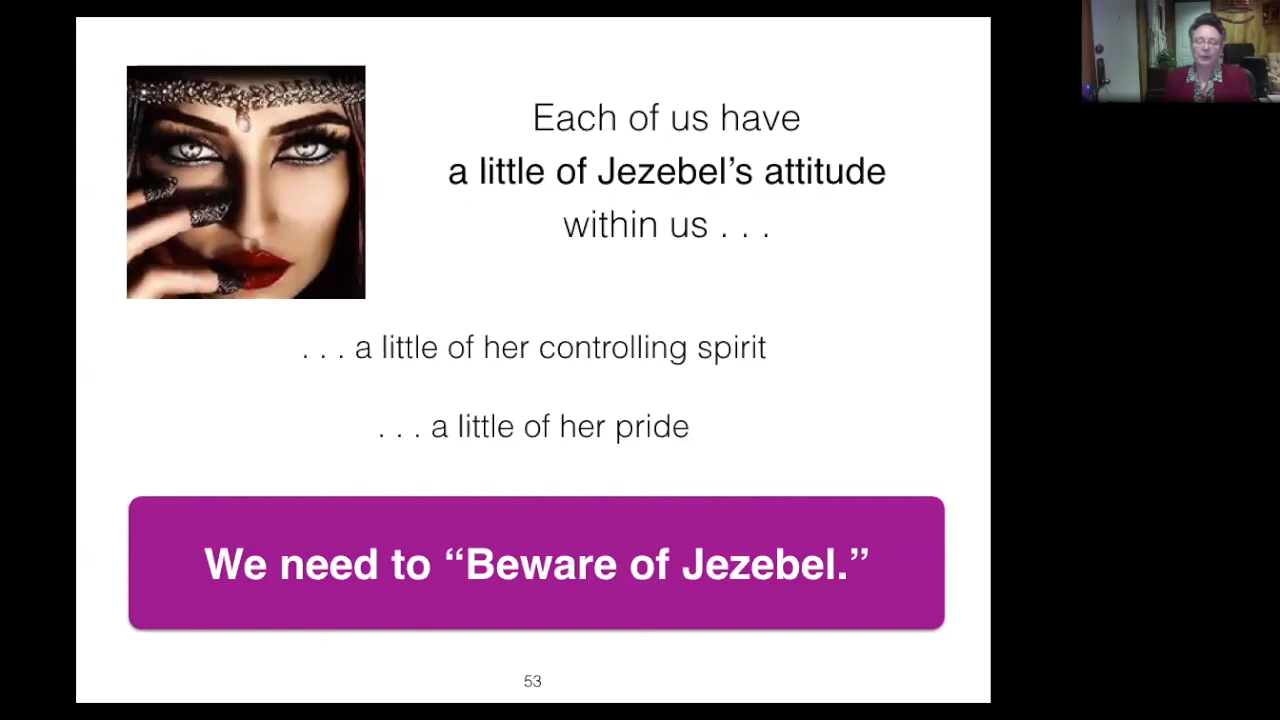 Each of us have
a little of Jezebel’s attitude
within us . . .
. . . a little of her controlling spirit
. . . a little of her pride
We need to “Beware of Jezebel.”
53